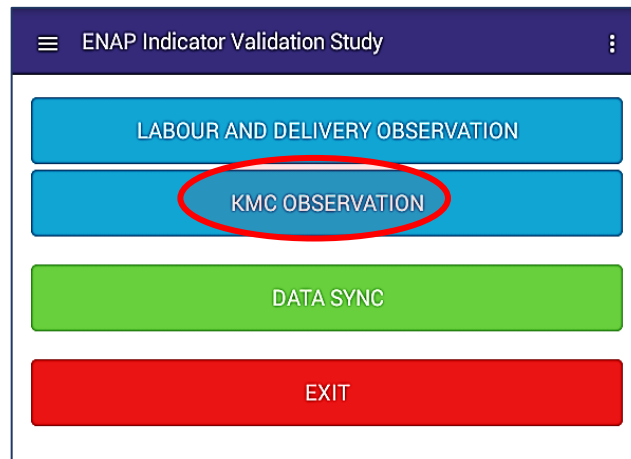 ENAP Indicator Validation Study
LABOUR AND DELIVERY OBSERVATION
KMC OBSERVATION
DATA SYNC
EXIT